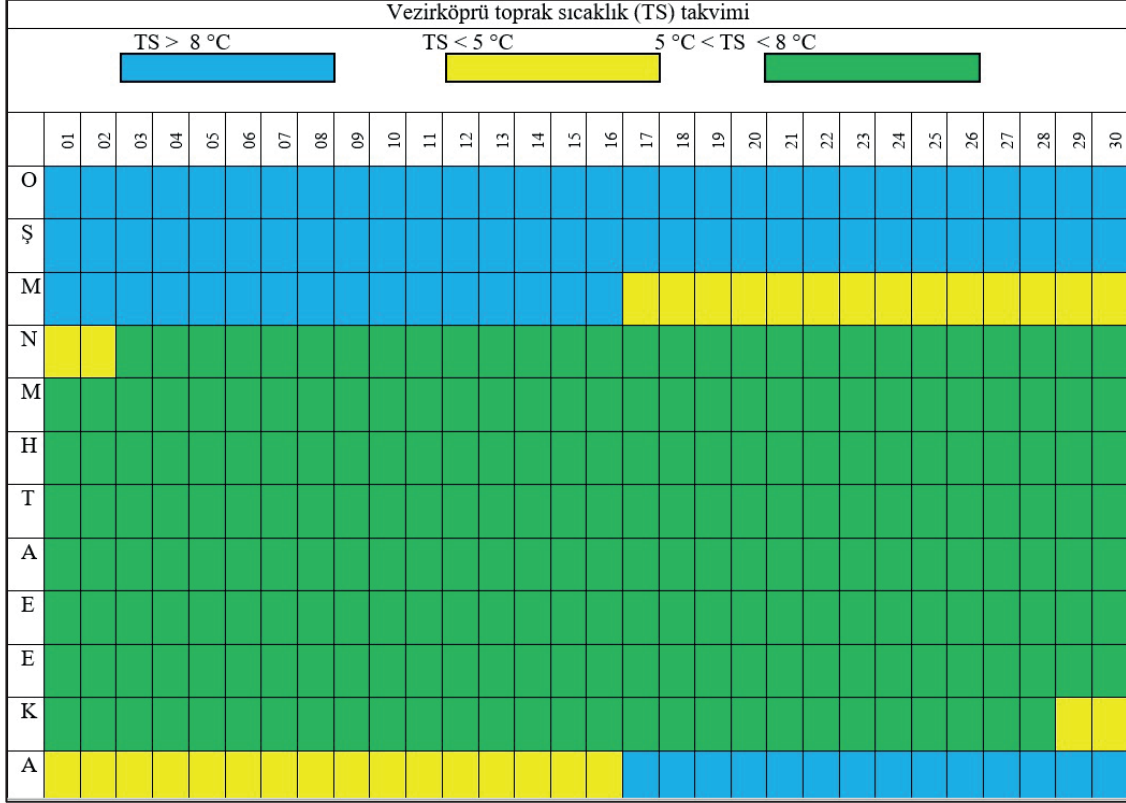 Vezirköprü toprak sıcaklık (TS) takvimi
TS > 8 °C TS < 5 °C 5 °C < TS < 8 °C
01 02 03 04 05 06 07 08 09 10 11 12 13 14 15 16 17 18 19 20 21 22 23 24 25 26 27 28 29 30
O
Ş
M
N
M
H
T
A
E
E
K
A